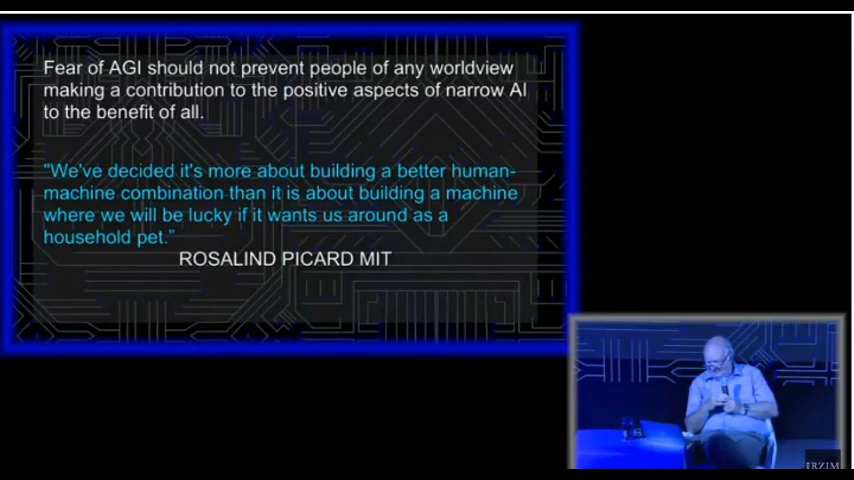 Fear of AGI should not prevent people of any worldview
making a contribution to the positive aspects of narrow AI
to the benefit of all.
"We've decided it's more about building a better human-
machine combination than it is about building a machine
where we will be lucky if it wants us around as a
household pet.”
ROSALIND PICARD MIT
RZIM